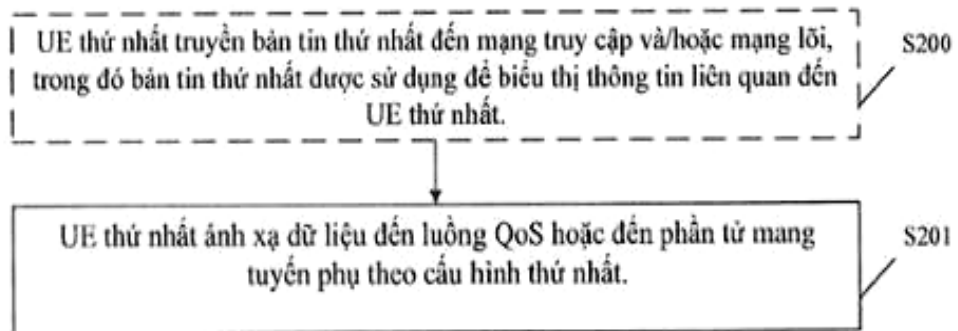 UE thứ nhất truyền bản tin thứ nhất đến mạng truy cập và/hoặc mạng lõi,
S200
trong đó bản tin thứ nhất được sử dụng để biểu thị thông tin liên quan đến
UE thứ nhất.
UE thứ nhất ánh xạ dữ liệu đến luồng QoS hoặc đến phần tử mang
S201
tuyến phụ theo cấu hình thứ nhất.